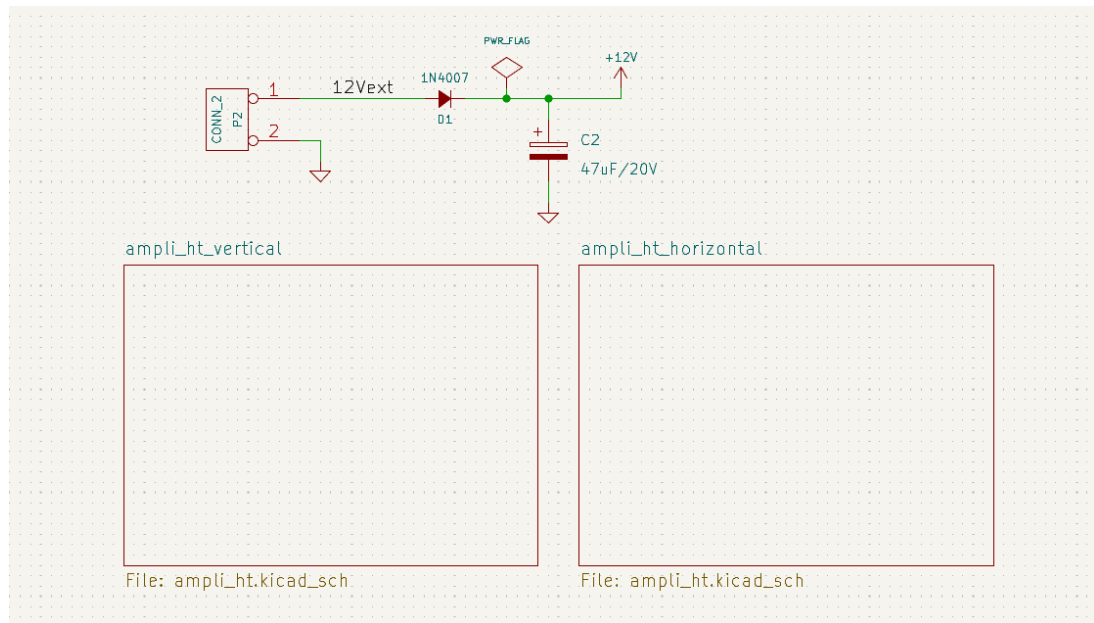 PWR_FLAG
+12V
1N4007
12Vext
1
CONN_2
P2
D1
2
+
C2
47uF/20V
ampli_ht_vertical
ampli_ht_horizontal
File: ampli_ht.kicad_sch
File: ampli_ht.kicad_sch